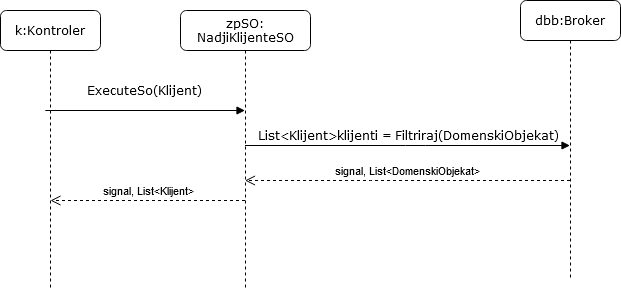 k:Kontroler
zpSO:
NadjiKlijenteSO
dbb:Broker
ExecuteSo(Klijent)
List<Klijent>klijenti = Filtriraj(DomenskiObjekat)
signal, List<DomenskiObjekat>
signal, List<Klijent>